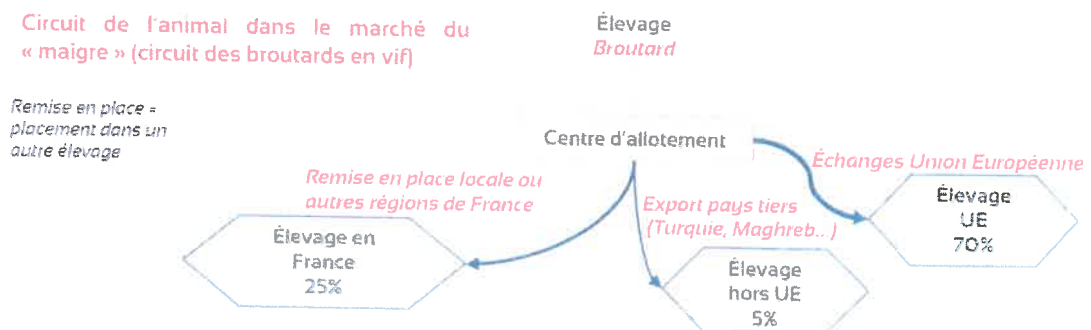 Circuit de l'animal dans le marché du
« maigre » (circuit des broutards en vif)
Élevage
Broutard
Remise en place =
placement dans un
autre élevage
Centre d'allotement
Échanges Union Européenne
Remise en place locale ou
autres régions de France
Export pays tiers
(Turquie, Maghreb...)
Élevage
UE
70%
Élevage en
France
25%
Élevage
hors UE
5%